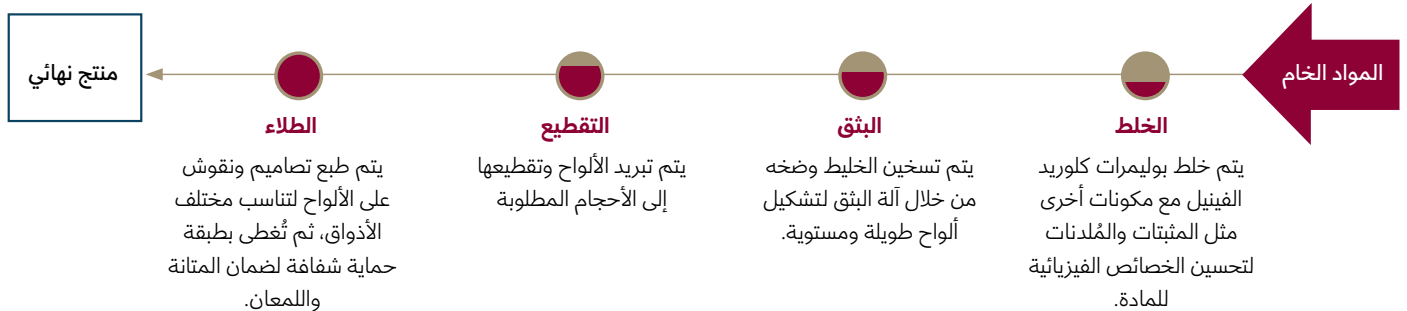 المواد الخام
الخلط
يتم خلط بوليمرات كلوريد
الفينيل مع مكونات أخرى
مثل المثبتات والمُلدنات
لتحسين الخصائص الفيزيائية
للمادة.
البثق
يتم تسخين الخليط وضخه
من خلال آلة البثق لتشكيل
ألواح طويلة ومستوية.
التقطيع
يتم تبريد الألواح وتقطيعها
إلى الأحجام المطلوبة
الطلاء
يتم طبع تصاميم ونقوش
على الألواح لتناسب مختلف
الأذواق، ثم تُغطى بطبقة
حماية شفافة لضمان المتانة
واللمعان.
منتج نهائي